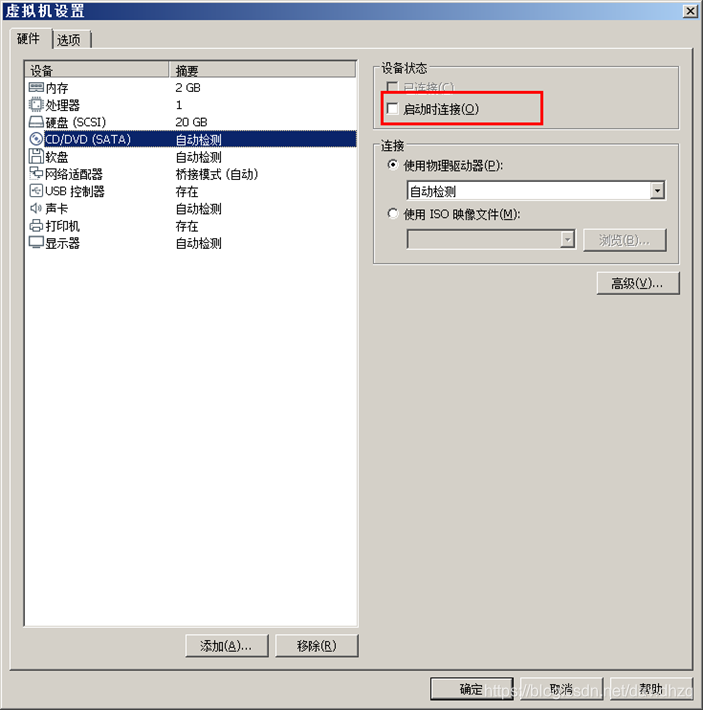 虚拟机设置
硬件 选项
设备 摘要
内存 2 GB
处理器 1
硬盘 (SCSI) 20 GB
CD/DVD (SATA) 自动检测
软盘 自动检测
网络适配器 桥接模式 (自动)
USB 控制器 存在
声卡 自动检测
打印机 存在
显示器 自动检测
添加(A)... 移除(R)
设备状态
已连接(C)
启动时连接(O)
连接
使用物理驱动器(P):
自动检测
使用 ISO 映像文件(M):
浏览(B)...
高级(V)...
确定 取消 帮助